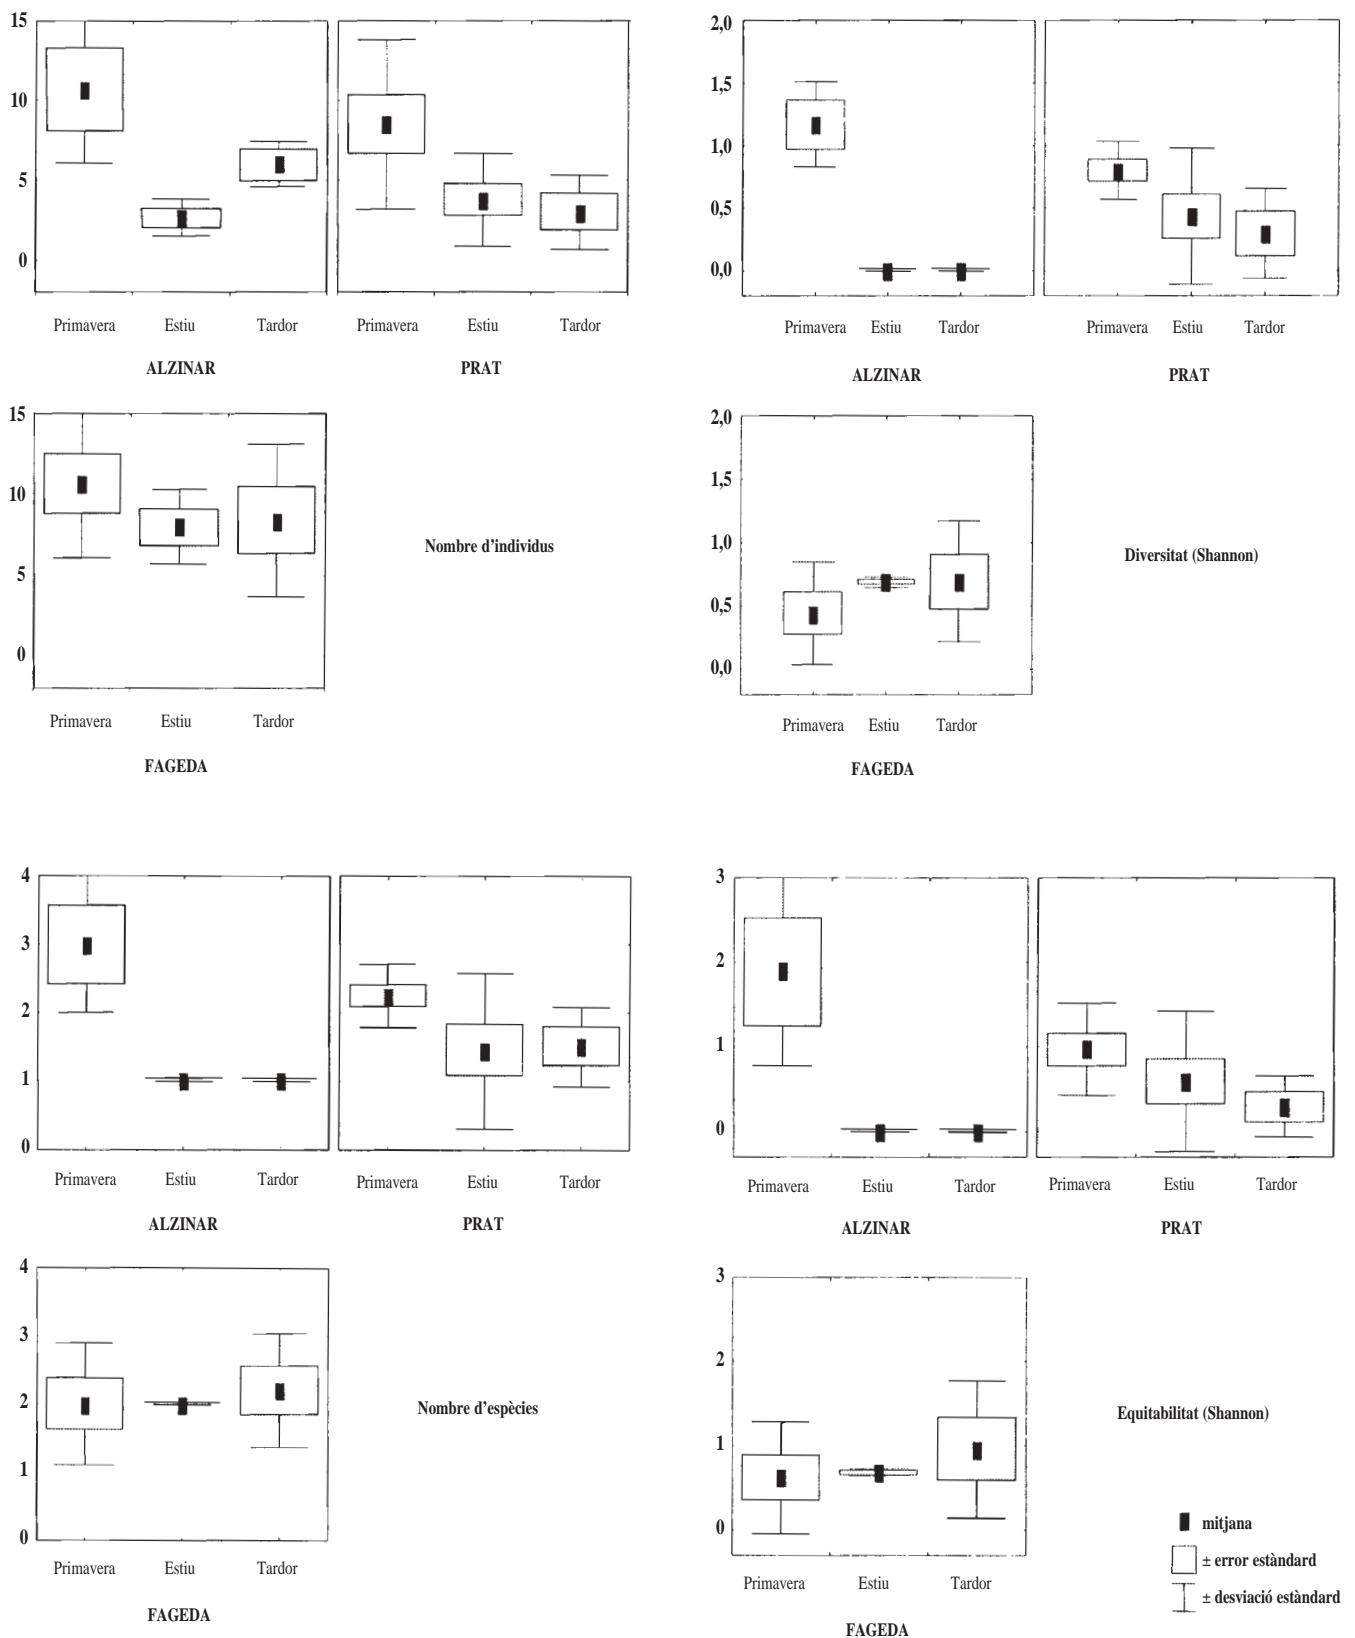 15
10
5
0
Primavera Estiu Tardor
ALZINAR
Primavera Estiu Tardor
PRAT
15
10
5
0
Primavera Estiu Tardor
FAGEDA
Nombre d'individus
2,0
1,5
1,0
0,5
0,0
Primavera Estiu Tardor
ALZINAR
Primavera Estiu Tardor
PRAT
2,0
1,5
1,0
0,5
0,0
Primavera Estiu Tardor
FAGEDA
Diversitat (Shannon)
4
3
2
1
0
Primavera Estiu Tardor
ALZINAR
Primavera Estiu Tardor
PRAT
4
3
2
1
0
Primavera Estiu Tardor
FAGEDA
Nombre d'espècies
3
2
1
0
Primavera Estiu Tardor
ALZINAR
Primavera Estiu Tardor
PRAT
3
2
1
0
Primavera Estiu Tardor
FAGEDA
Equitabilitat (Shannon)
mitjana
± error estàndard
± desviació estàndard